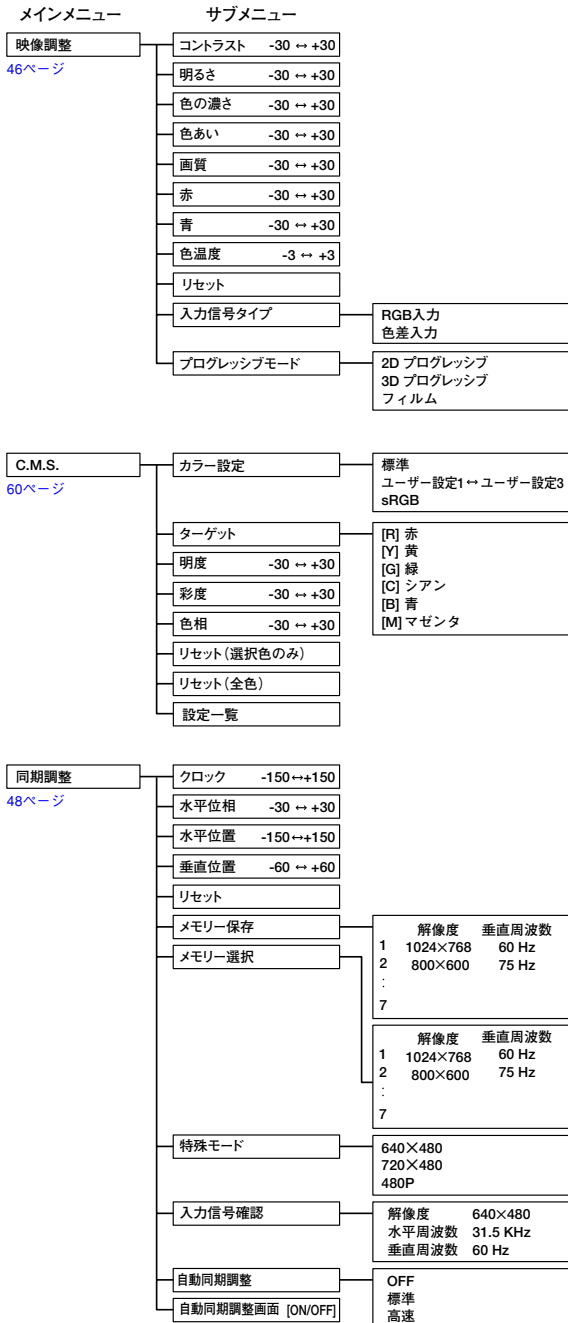 メインメニュー サブメニュー
映像調整
46ページ
コントラスト -30 ↔ +30
明るさ -30 ↔ +30
色の濃さ -30 ↔ +30
色あい -30 ↔ +30
画質 -30 ↔ +30
赤 -30 ↔ +30
青 -30 ↔ +30
色温度 -3 ↔ +3
リセット
入力信号タイプ
RGB入力
色差入力
プログレッシブモード
2D プログレッシブ
3D プログレッシブ
フィルム
C.M.S.
60ページ
カラー設定
標準
ユーザー設定1↔ユーザー設定3
sRGB
ターゲット
[R] 赤
[Y] 黄
[G] 緑
[C] シアン
[B] 青
[M] マゼンタ
明度 -30 ↔ +30
彩度 -30 ↔ +30
色相 -30 ↔ +30
リセット(選択色のみ)
リセット(全色)
設定一覧
同期調整
48ページ
クロック -150↔+150
水平位相 -30 ↔ +30
水平位置 -150↔+150
垂直位置 -60 ↔ +60
リセット
メモリー保存
解像度 垂直周波数
1 1024×768 60 Hz
2 800×600 75 Hz
:
7
メモリー選択
解像度 垂直周波数
1 1024×768 60 Hz
2 800×600 75 Hz
:
7
特殊モード
640×480
720×480
480P
入力信号確認
解像度 640×480
水平周波数 31.5 KHz
垂直周波数 60 Hz
自動同期調整
OFF
標準
高速
自動同期調整画面 [ON/OFF]